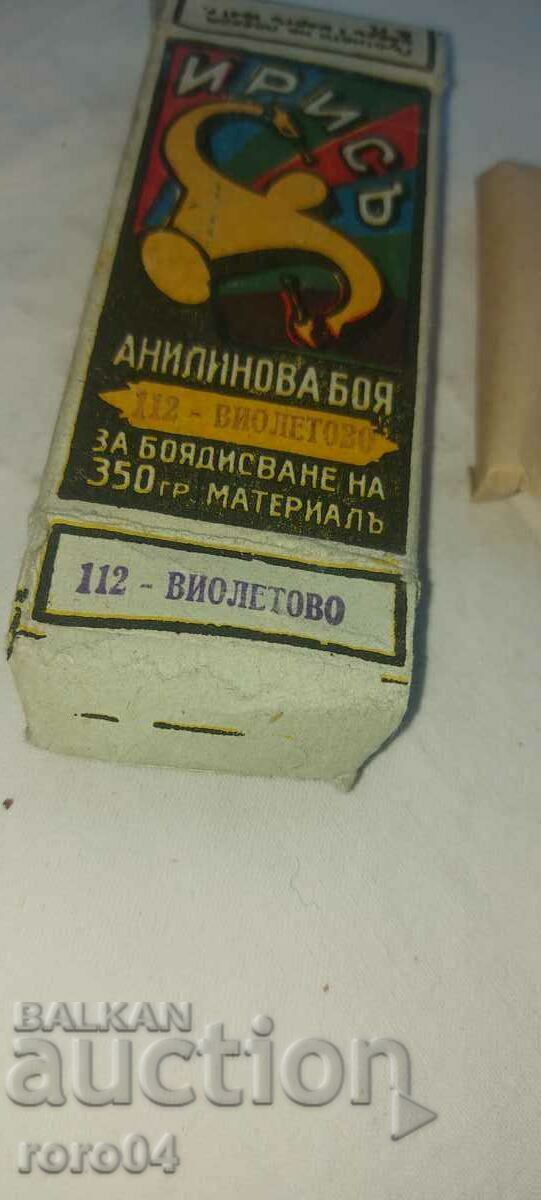 ИРИСЪ
АНИЛИНОВА БОЯ
112 - ВИОЛЕТОВО
ЗА БОЯДИСВАНЕ НА
350 ГР. МАТЕРИАЛЪ
112 - ВИОЛЕТОВО
BALKAN
auction
roro04